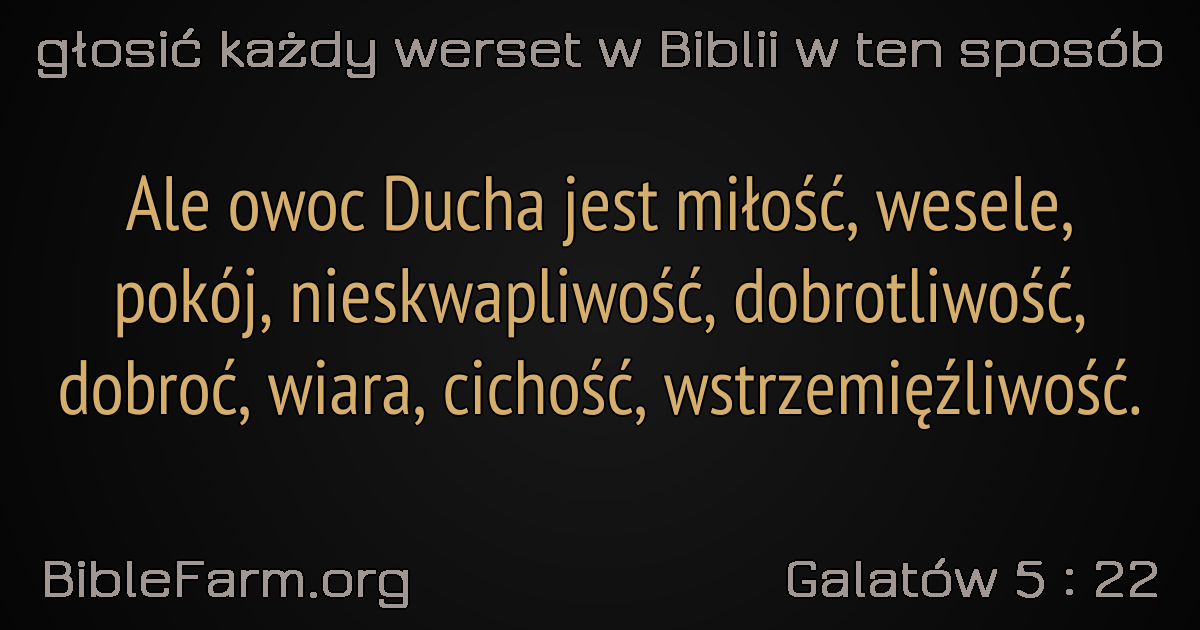 głosić każdy werset w Biblii w ten sposób
Ale owoc Ducha jest miłość, wesele,
pokój, nieskwapliwość, dobrotliwość,
dobroć, wiara, cichość, wstrzemięźliwość.
BibleFarm.org
Galatów 5 : 22